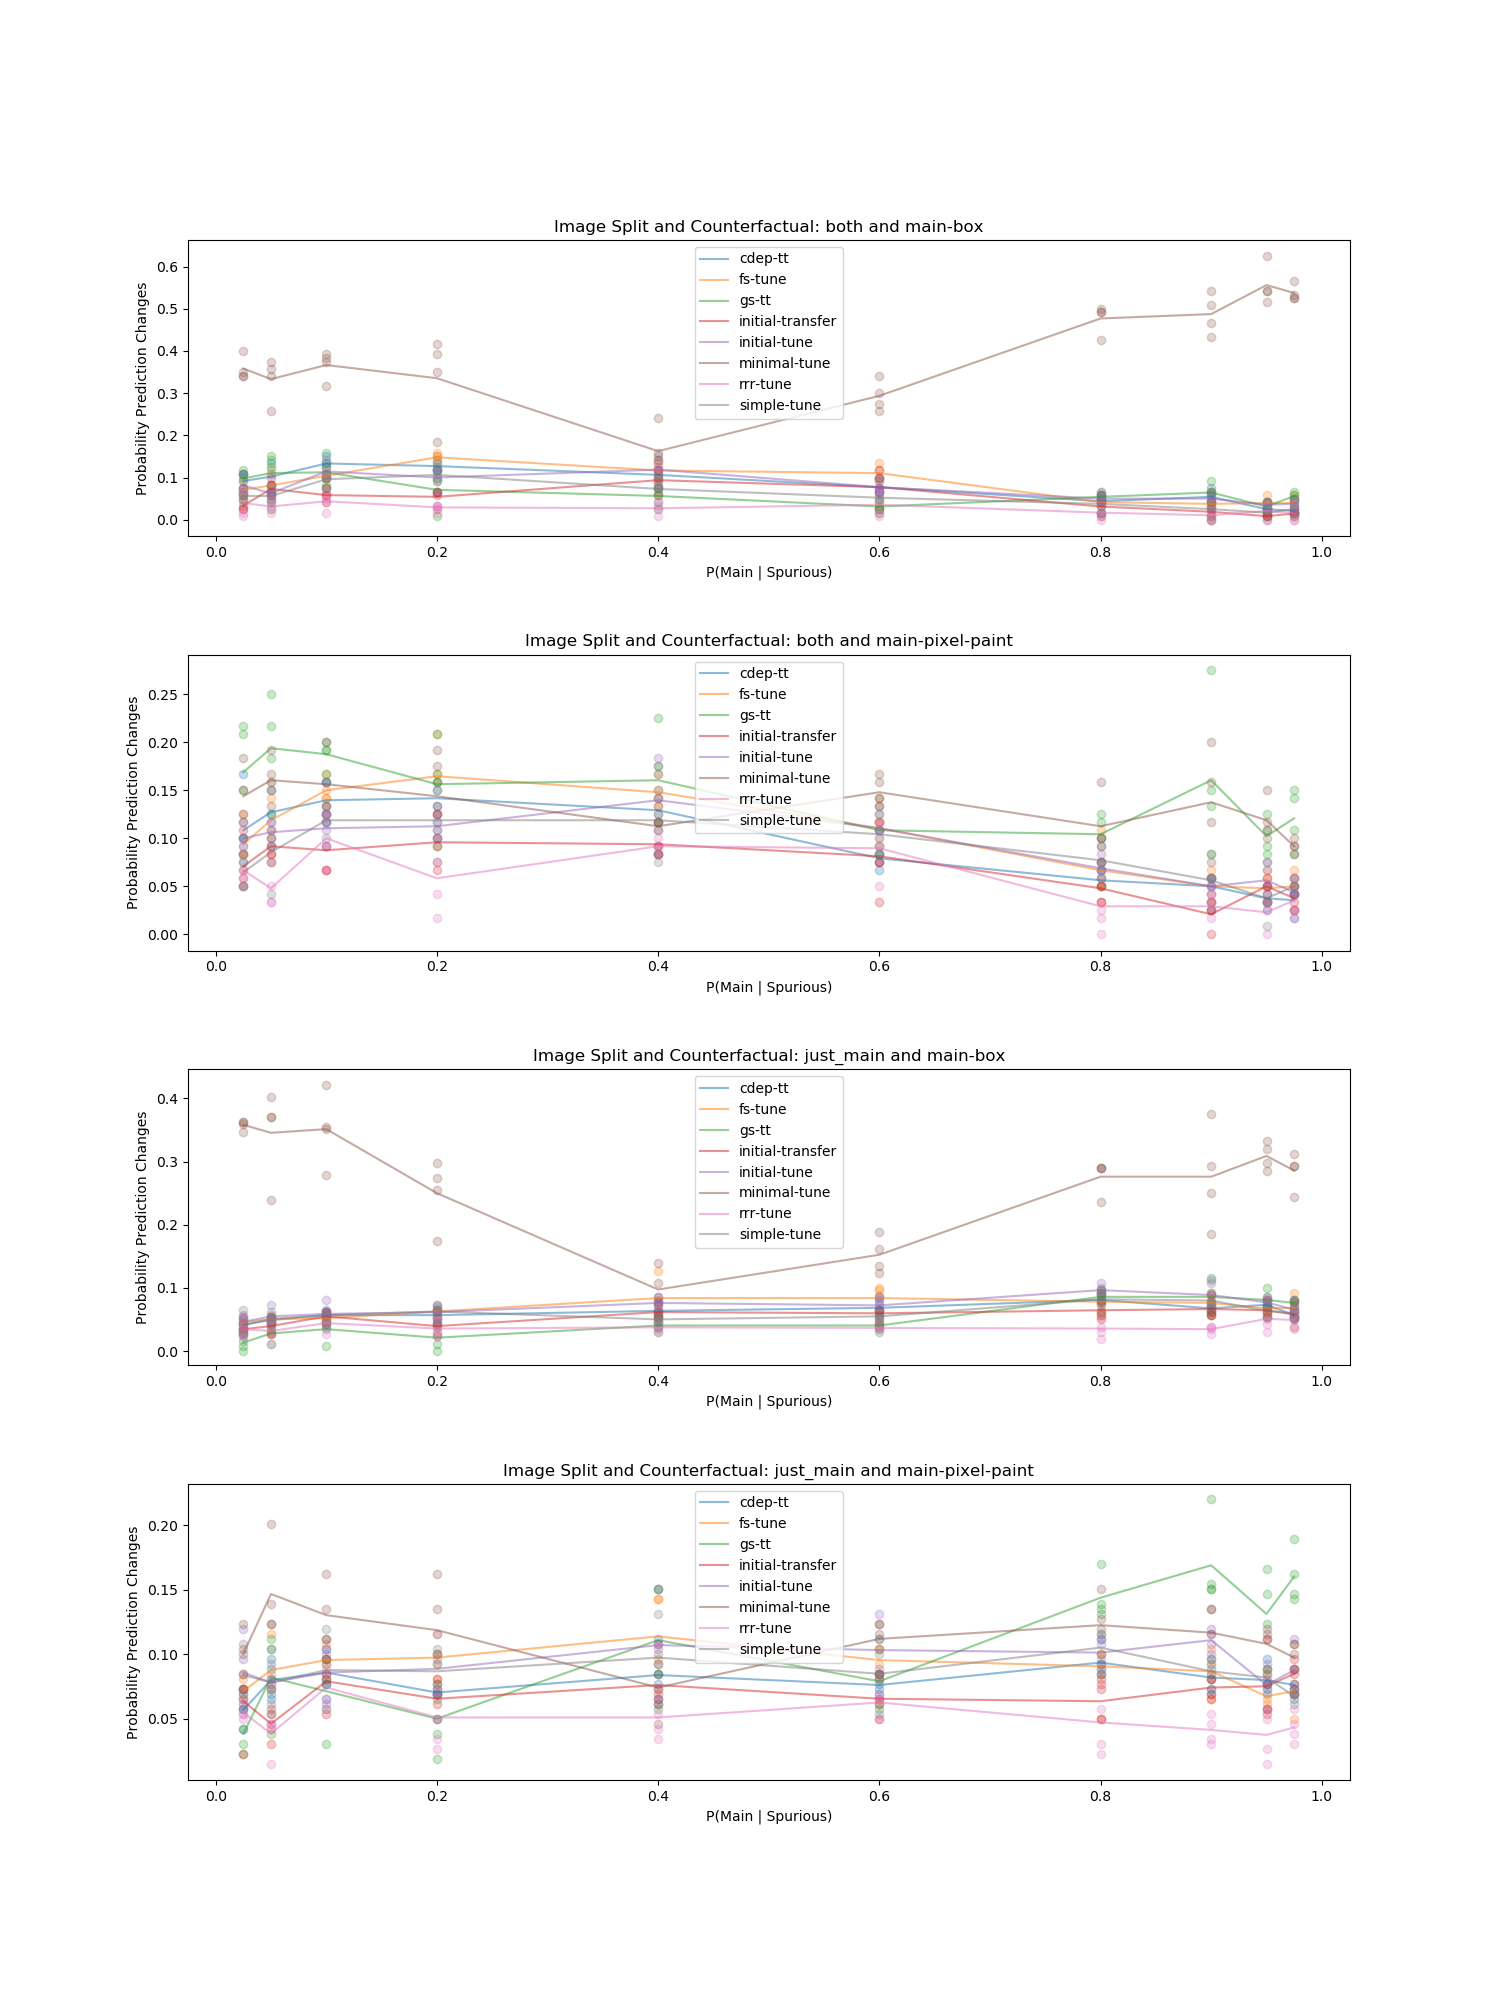 Image Split and Counterfactual: both and main-box
Probability Prediction Changes
0.6
0.5
0.4
0.3
0.2
0.1
0.0
cdep-tt
fs-tune
gs-tt
initial-transfer
initial-tune
minimal-tune
rrr-tune
simple-tune
0.0 0.2 0.4 0.6 0.8 1.0
P(Main | Spurious)
Image Split and Counterfactual: both and main-pixel-paint
Probability Prediction Changes
0.25
0.20
0.15
0.10
0.05
0.00
cdep-tt
fs-tune
gs-tt
initial-transfer
initial-tune
minimal-tune
rrr-tune
simple-tune
0.0 0.2 0.4 0.6 0.8 1.0
P(Main | Spurious)
Image Split and Counterfactual: just_main and main-box
Probability Prediction Changes
0.4
0.3
0.2
0.1
0.0
cdep-tt
fs-tune
gs-tt
initial-transfer
initial-tune
minimal-tune
rrr-tune
simple-tune
0.0 0.2 0.4 0.6 0.8 1.0
P(Main | Spurious)
Image Split and Counterfactual: just_main and main-pixel-paint
Probability Prediction Changes
0.20
0.15
0.10
0.05
cdep-tt
fs-tune
gs-tt
initial-transfer
initial-tune
minimal-tune
rrr-tune
simple-tune
0.0 0.2 0.4 0.6 0.8 1.0
P(Main | Spurious)